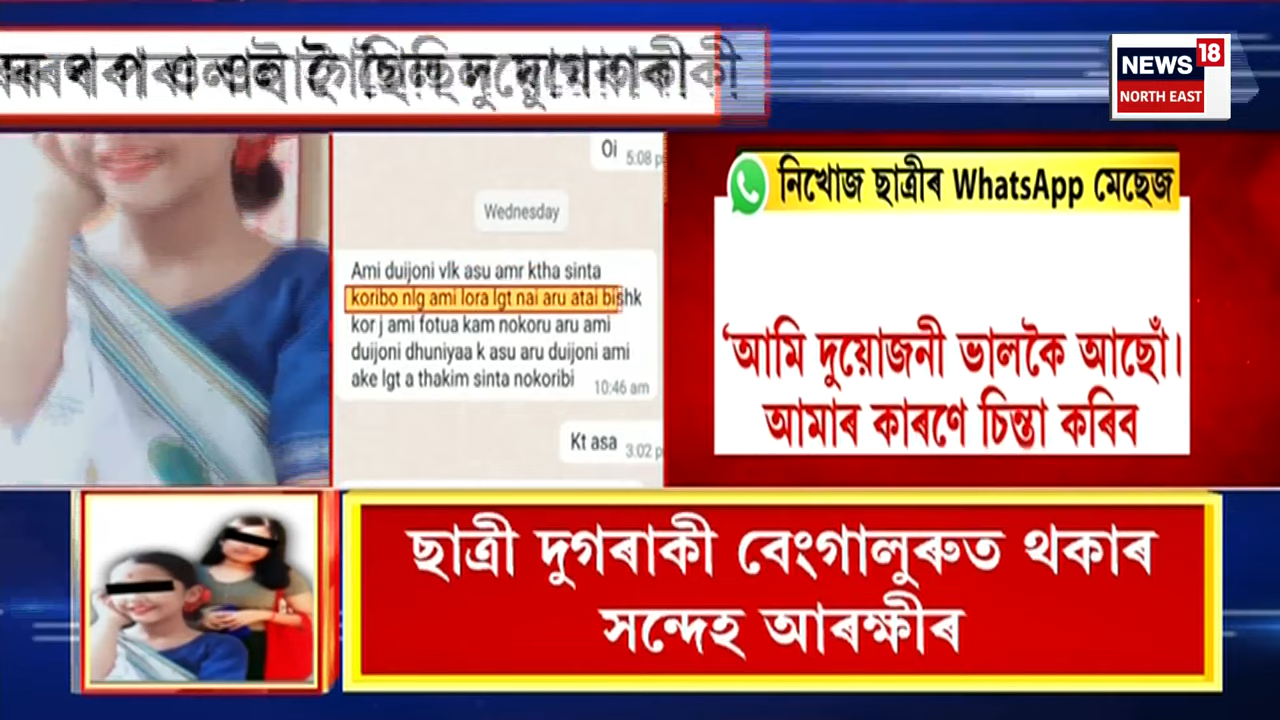 NEWS 18
NORTH EAST
Oi 5:08 p
Wednesday
Ami duijoni vlk asu amr ktha sinta
koribo nlg ami lora lgt nai aru atai bishk
kor j ami fotua kam nokoru aru ami
duijoni dhuniyaa k asu aru duijoni ami
ake lgt a thakim sinta nokoribi 10:46 am
Kt asa 3:02 p
নিখোজ ছাত্ৰীৰ WhatsApp মেছেজ
‘আমি দুয়োজনী ভালকৈ আছোঁ।
আমাৰ কাৰণে চিন্তা কৰিব
ছাত্ৰী দুগৰাকী বেংগালুৰুত থকাৰ
সন্দেহ আৰক্ষীৰ